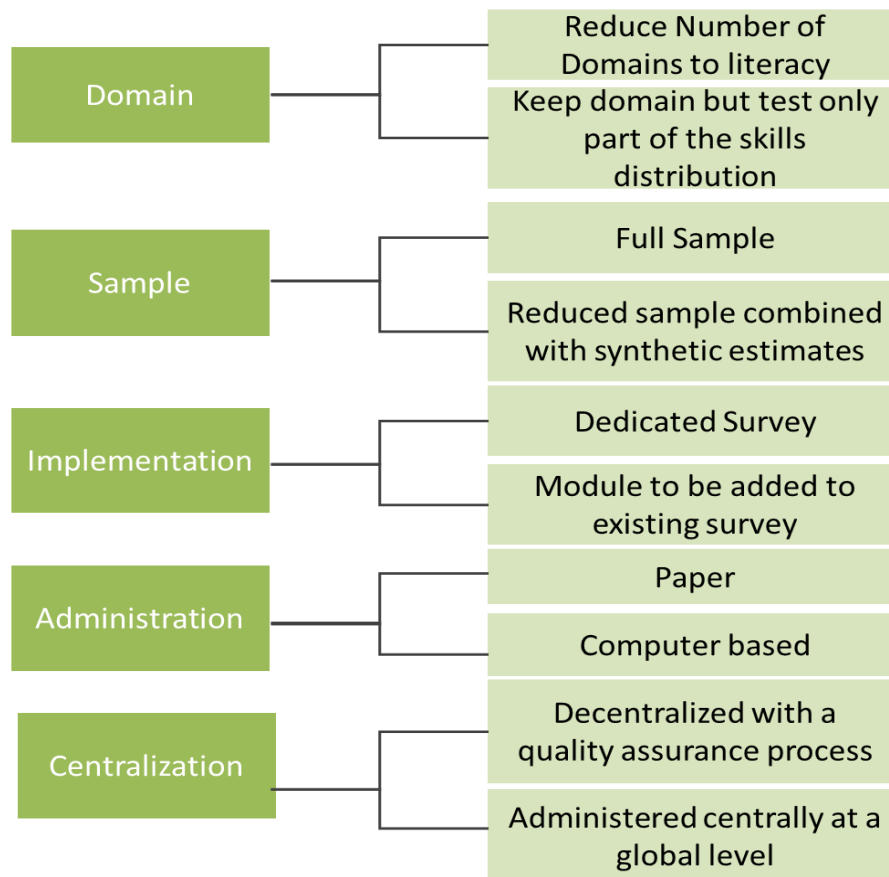 Domain
Reduce Number of
Domains to literacy
Keep domain but test only
part of the skills
distribution
Sample
Full Sample
Reduced sample combined
with synthetic estimates
Implementation
Dedicated Survey
Module to be added to
existing survey
Administration
Paper
Computer based
Centralization
Decentralized with a
quality assurance process
Administered centrally at a
global level